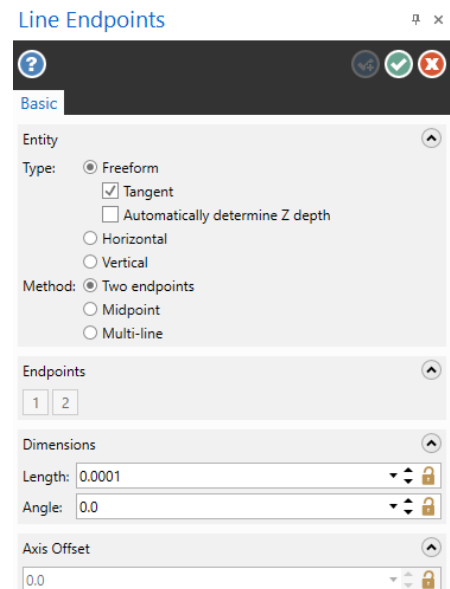 Line Endpoints
Basic
Entity
Type: Freeform
Tangent
Automatically determine Z depth
Horizontal
Vertical
Method: Two endpoints
Midpoint
Multi-line
Endpoints
1 2
Dimensions
Length: 0.0001
Angle: 0.0
Axis Offset
0.0